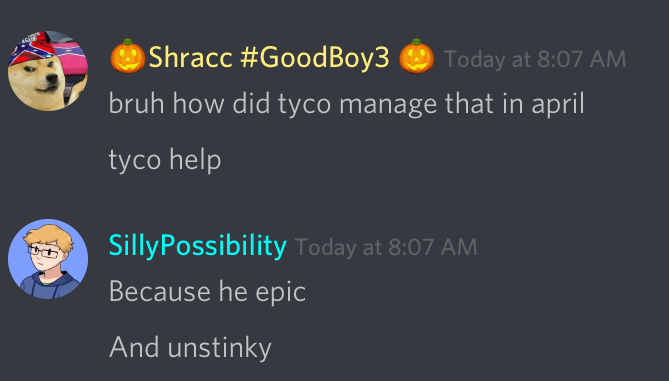 🎃Shracc #GoodBoy3 🎃 Today at 8:07 AM
bruh how did tyco manage that in april
tyco help
SillyPossibility Today at 8:07 AM
Because he epic
And unstinky